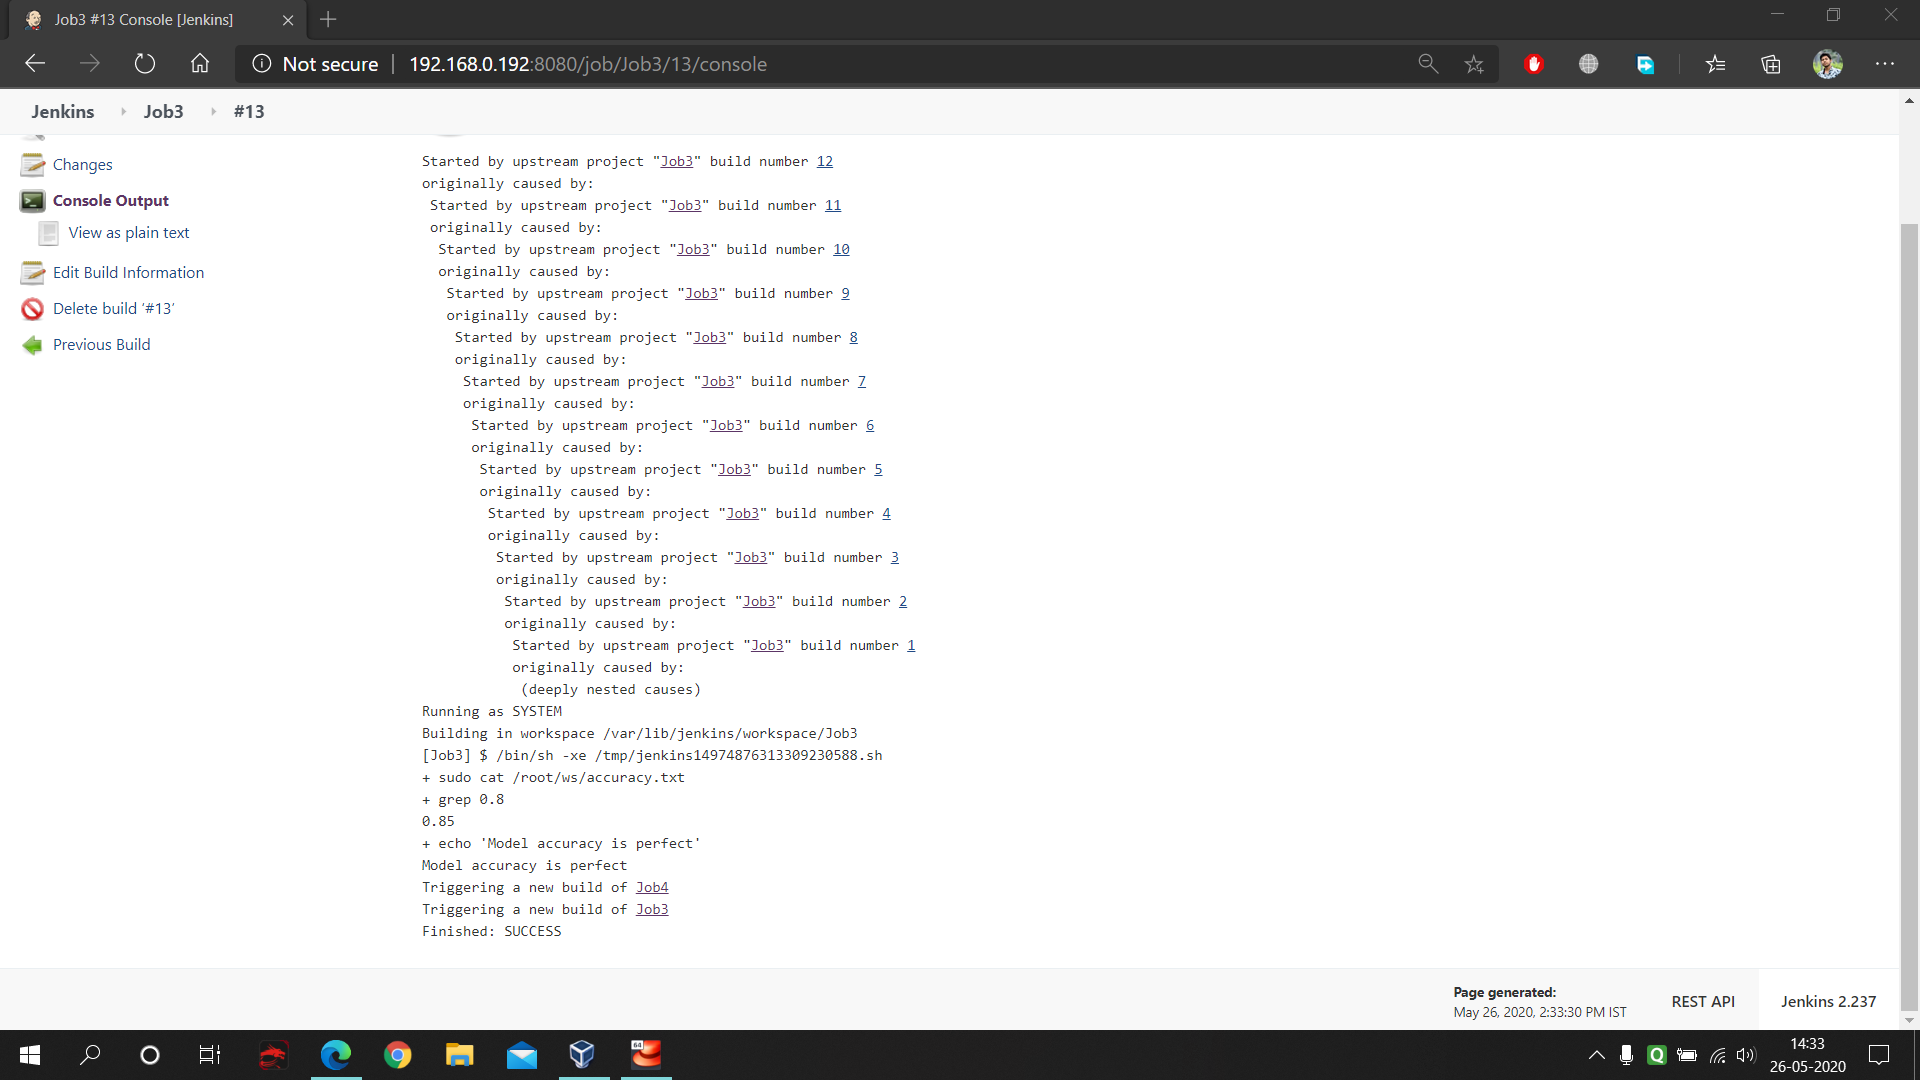 Job3 #13 Console [Jenkins]
Not secure 192.168.0.192:8080/job/Job3/13/console
Jenkins Job3 #13
Changes
Console Output
View as plain text
Edit Build Information
Delete build '#13'
Previous Build
Started by upstream project "Job3" build number 12
originally caused by:
Started by upstream project "Job3" build number 11
originally caused by:
Started by upstream project "Job3" build number 10
originally caused by:
Started by upstream project "Job3" build number 9
originally caused by:
Started by upstream project "Job3" build number 8
originally caused by:
Started by upstream project "Job3" build number 7
originally caused by:
Started by upstream project "Job3" build number 6
originally caused by:
Started by upstream project "Job3" build number 5
originally caused by:
Started by upstream project "Job3" build number 4
originally caused by:
Started by upstream project "Job3" build number 3
originally caused by:
Started by upstream project "Job3" build number 2
originally caused by:
Started by upstream project "Job3" build number 1
originally caused by:
(deeply nested causes)
Running as SYSTEM
Building in workspace /var/lib/jenkins/workspace/Job3
[Job3] $ /bin/sh -xe /tmp/jenkins14974876313309230588.sh
+ sudo cat /root/ws/accuracy.txt
+ grep 0.8
0.85
+ echo 'Model accuracy is perfect'
Model accuracy is perfect
Triggering a new build of Job4
Triggering a new build of Job3
Finished: SUCCESS
Page generated:
May 26, 2020, 2:33:30 PM IST
REST API
Jenkins 2.237
64
Q
14:33
26-05-2020